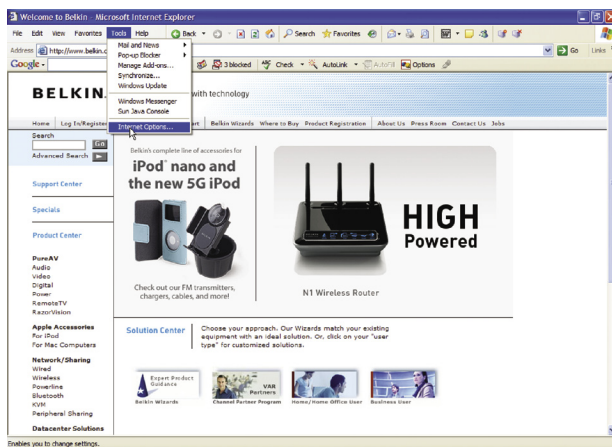 Welcome to Belkin - Microsoft Internet Explorer
File Edit View Favorites Tools Help Back Search Favorites
Address http://www.belkin.c Go Links
Google 3 blocked Check AutoLink AutoFill Options
Mail and News
Pop-up Blocker
Manage Add-ons...
Synchronize...
Windows Update
Windows Messenger
Sun Java Console
Internet Options...
BELKIN. with technology
Home Log In/Register rt Belkin Wizards Where to Buy Product Registration About Us Press Room Contact Us Jobs
Search
Go
Advanced Search
Support Center
Specials
Product Center
PureAV
Audio
Video
Digital
Power
RemoteTV
RazorVision
Apple Accessories
For iPod
For Mac Computers
Network/Sharing
Wired
Wireless
Powerline
Bluetooth
KVM
Peripheral Sharing
Datacenter Solutions
Belkin's complete line of accessories for
iPod® nano and
the new 5G iPod
Check out our FM transmitters,
chargers, cables, and more!
HIGH
Powered
N1 Wireless Router
Solution Center
Choose your approach. Our Wizards match your existing
equipment with an ideal solution. Or, click on your "user
type" for customized solutions.
Expert Product
Guidance
Belkin Wizards
VAR
Partners
Channel Partner Program
Home/Home Office User
Business User
Enables you to change settings.